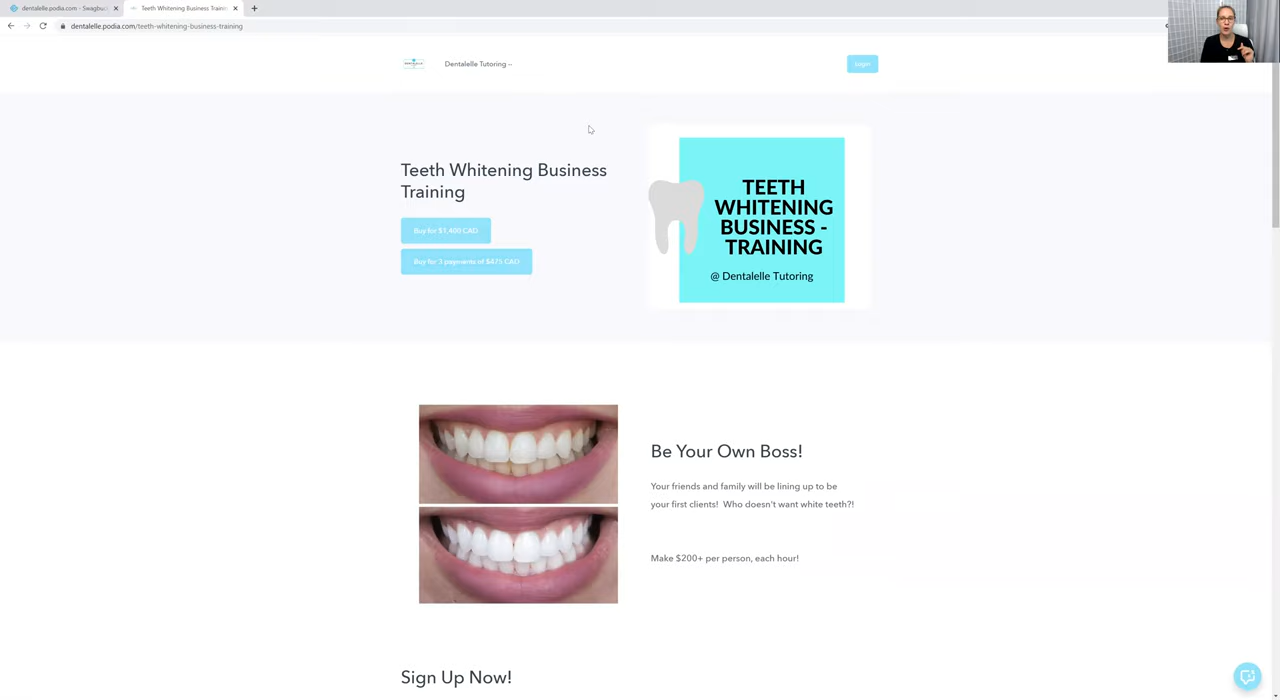 dentalelle.podia.com - Swagbuc
Teeth Whitening Business Trainin
dentalelle.podia.com/teeth-whitening-business-training
Dentalelle Tutoring --
Login
Teeth Whitening Business
Training
Buy for $1,400 CAD
Buy for 3 payments of $475 CAD
TEETH
WHITENING
BUSINESS -
TRAINING
@ Dentalelle Tutoring
Be Your Own Boss!
Your friends and family will be lining up to be
your first clients! Who doesn't want white teeth?!
Make $200+ per person, each hour!
Sign Up Now!